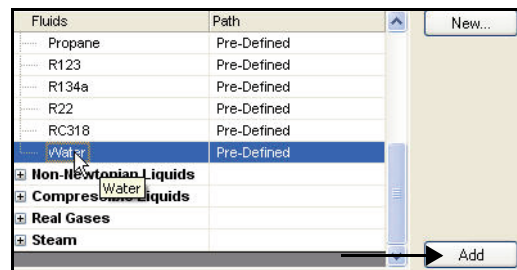 Fluids Path New...
Propane Pre-Defined
R123 Pre-Defined
R134a Pre-Defined
R22 Pre-Defined
RC318 Pre-Defined
Water Pre-Defined
Non-Newtonian Liquids
Water
Compressible Liquids
Real Gases
Steam
Add